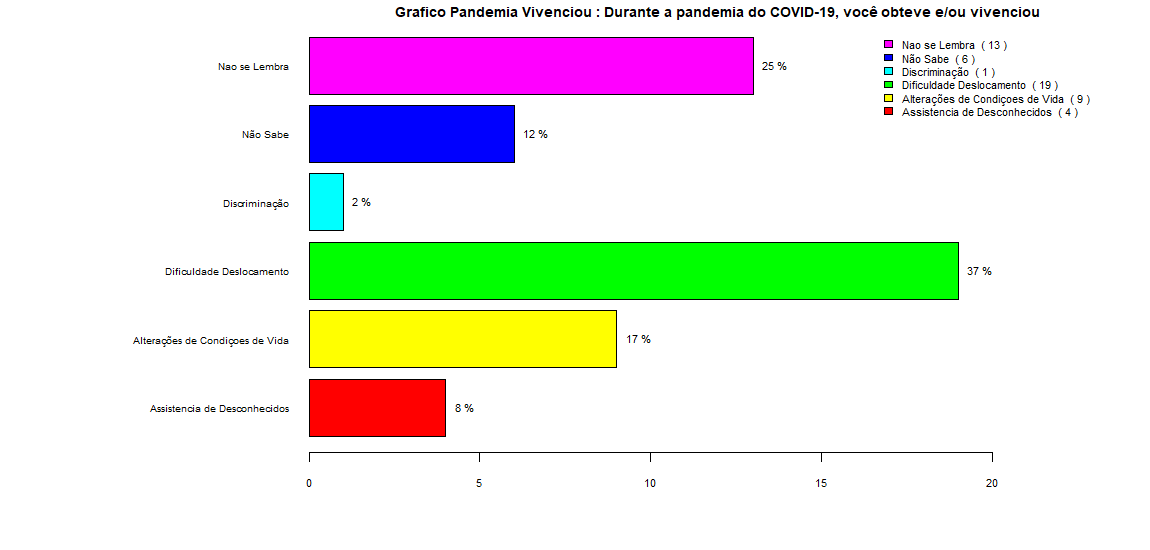 Grafico Pandemia Vivenciou : Durante a pandemia do COVID-19, você obteve e/ou vivenciou
Nao se Lembra ( 13 )
Não Sabe ( 6 )
Discriminação ( 1 )
Dificuldade Deslocamento ( 19 )
Alterações de Condiçoes de Vida ( 9 )
Assistencia de Desconhecidos ( 4 )
Nao se Lembra 25 %
Não Sabe 12 %
Discriminação 2 %
Dificuldade Deslocamento 37 %
Alterações de Condiçoes de Vida 17 %
Assistencia de Desconhecidos 8 %
0 5 10 15 20